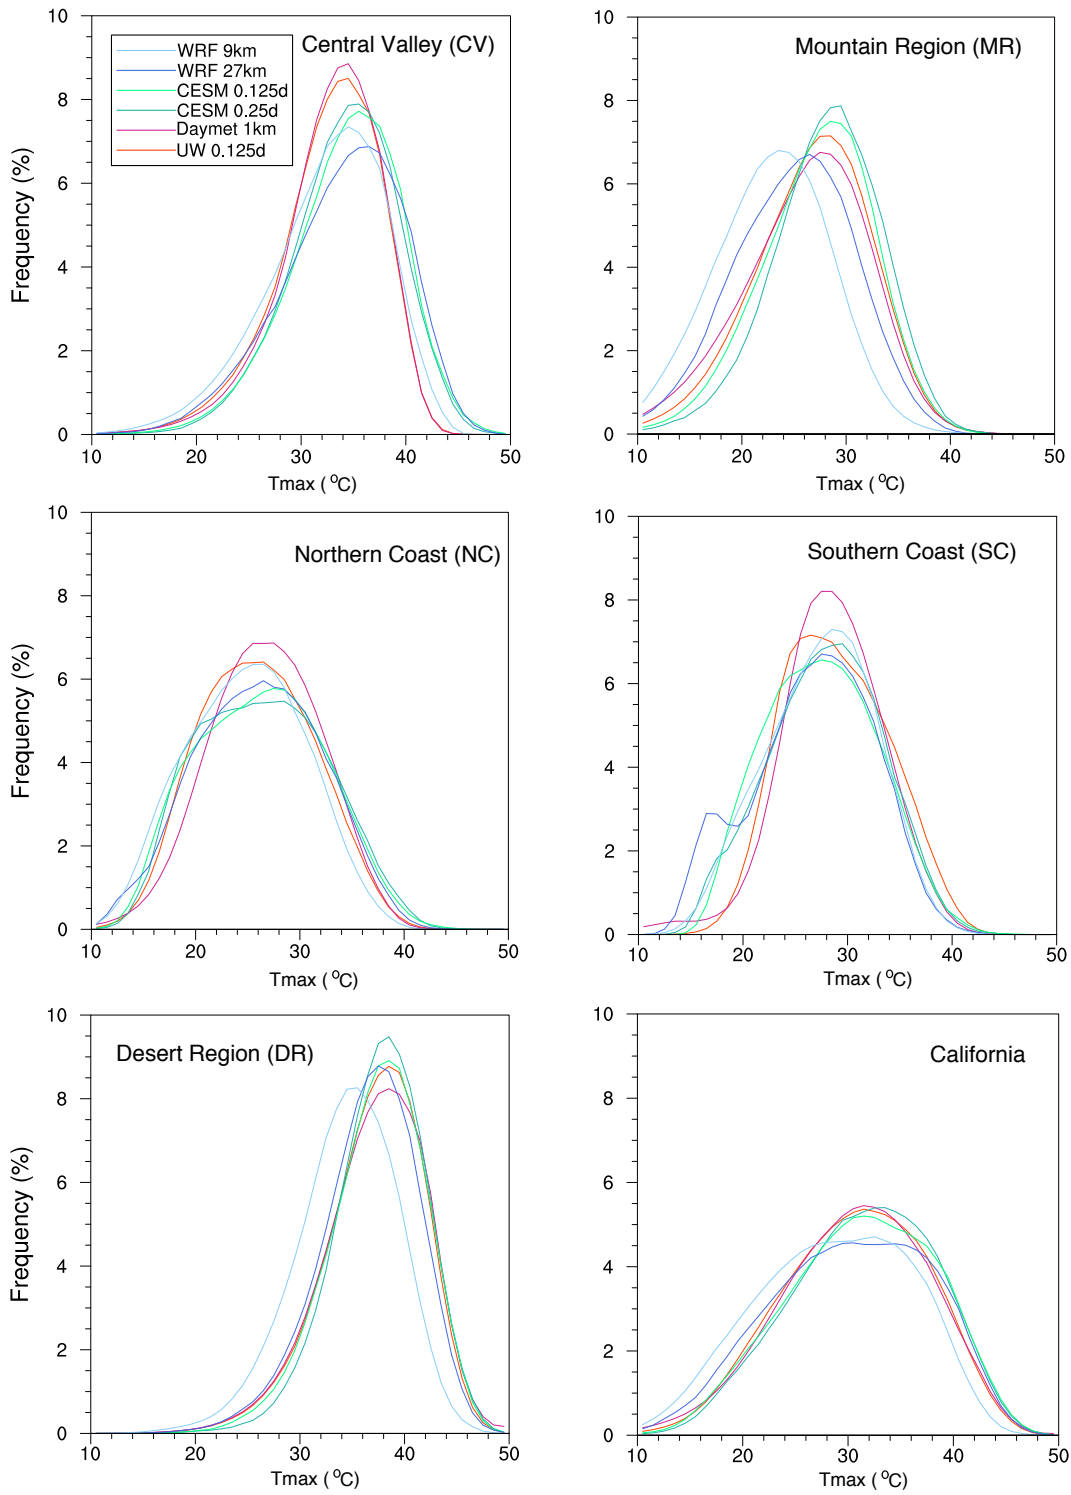 Central Valley (CV)
WRF 9km
WRF 27km
CESM 0.125d
CESM 0.25d
Daymet 1km
UW 0.125d
Frequency (%)
10
8
6
4
2
0
10 20 30 40 50
Tmax ( °C)
Mountain Region (MR)
10
8
6
4
2
0
10 20 30 40 50
Tmax ( °C)
Northern Coast (NC)
Frequency (%)
10
8
6
4
2
0
10 20 30 40 50
Tmax ( °C)
Southern Coast (SC)
10
8
6
4
2
0
10 20 30 40 50
Tmax ( °C)
Desert Region (DR)
Frequency (%)
10
8
6
4
2
0
10 20 30 40 50
Tmax ( °C)
California
10
8
6
4
2
0
10 20 30 40 50
Tmax ( °C)